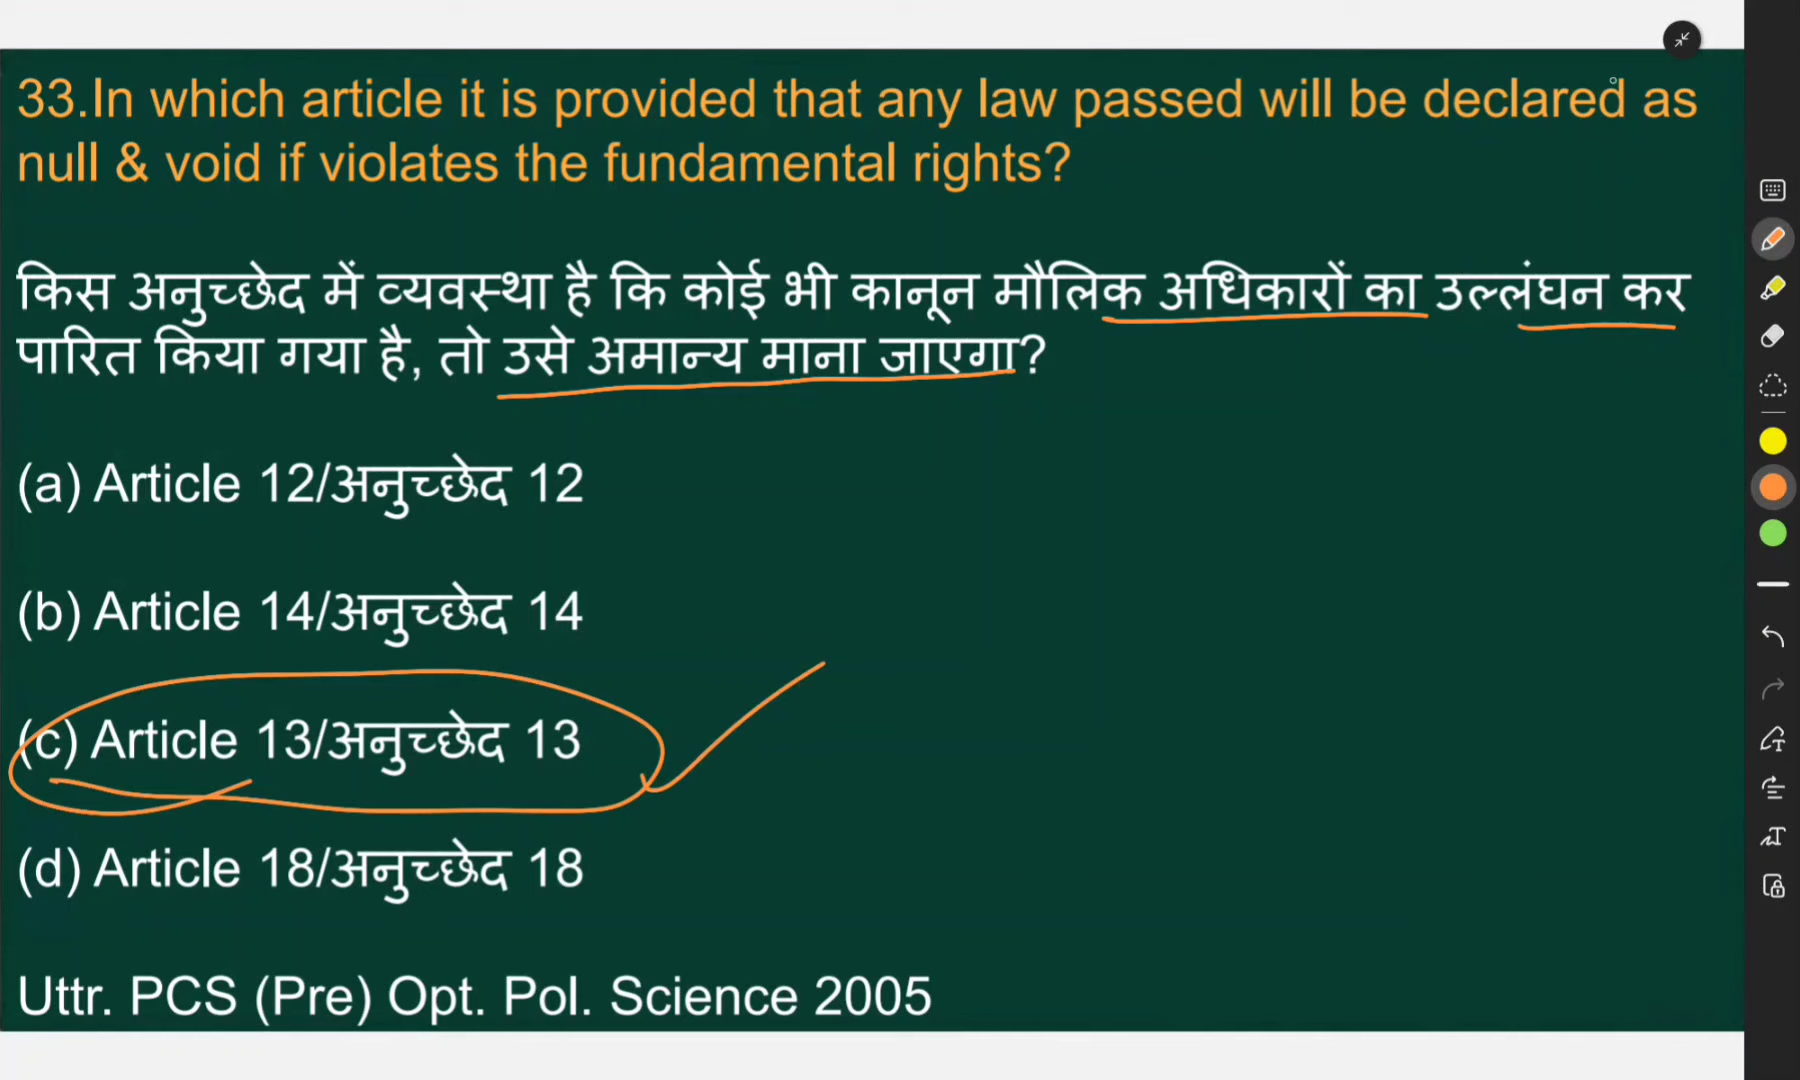 33.In which article it is provided that any law passed will be declared as
null & void if violates the fundamental rights?
किस अनुच्छेद में व्यवस्था है कि कोई भी कानून मौलिक अधिकारों का उल्लंघन कर
पारित किया गया है, तो उसे अमान्य माना जाएगा?
(a) Article 12/अनुच्छेद 12
(b) Article 14/अनुच्छेद 14
(c) Article 13/अनुच्छेद 13
(d) Article 18/अनुच्छेद 18
Uttr. PCS (Pre) Opt. Pol. Science 2005